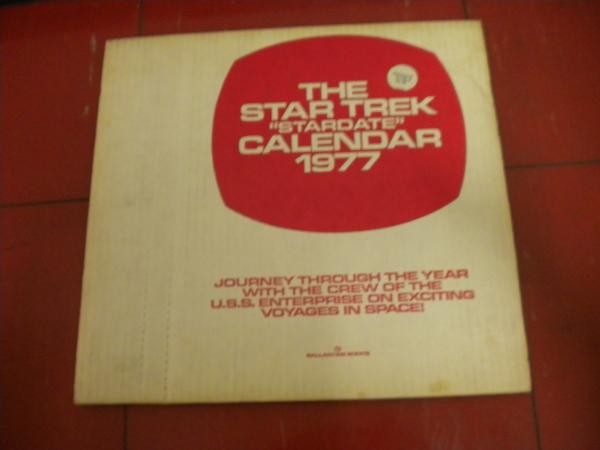 THE
STAR TREK
"STARDATE"
CALENDAR
1977
JOURNEY THROUGH THE YEAR
WITH THE CREW OF THE
U.S.S. ENTERPRISE ON EXCITING
VOYAGES IN SPACE!
BALLANTINE BOOKS